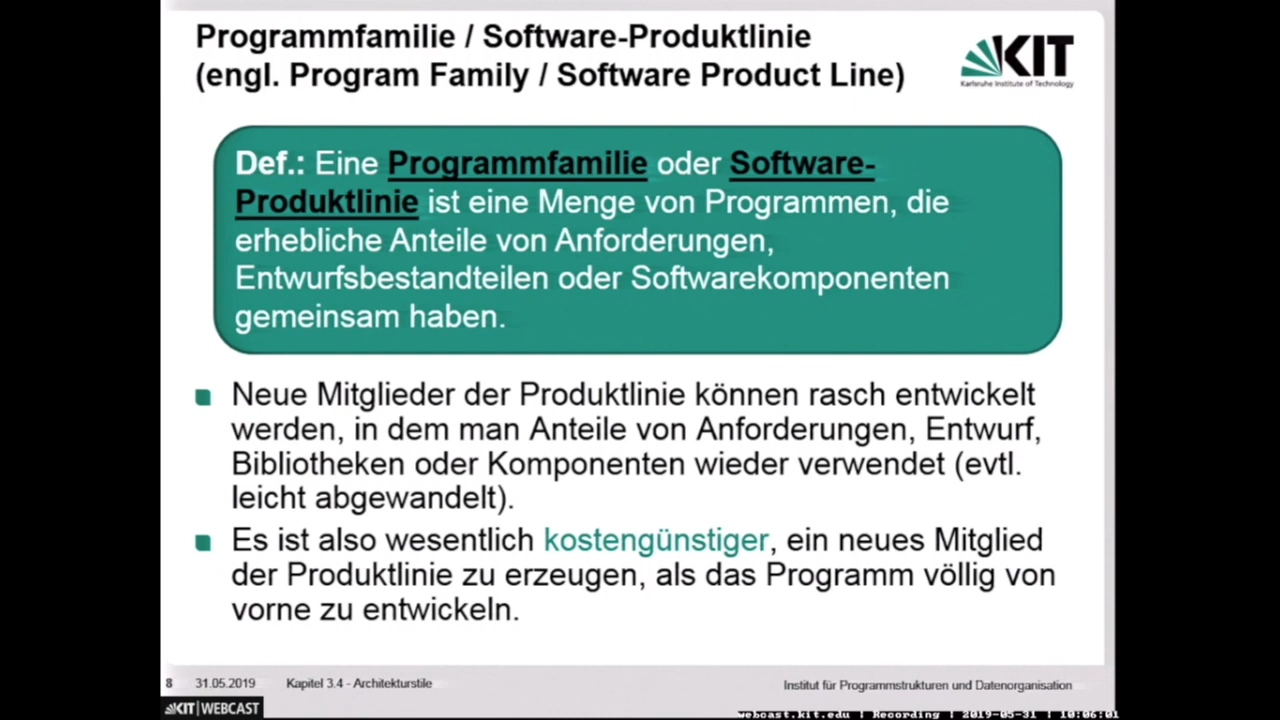 Programmfamilie / Software-Produktlinie
(engl. Program Family / Software Product Line)
KIT
Karlsruhe Institute of Technology
Def.: Eine Programmfamilie oder Software-
Produktlinie ist eine Menge von Programmen, die
erhebliche Anteile von Anforderungen,
Entwurfsbestandteilen oder Softwarekomponenten
gemeinsam haben.
Neue Mitglieder der Produktlinie können rasch entwickelt
werden, in dem man Anteile von Anforderungen, Entwurf,
Bibliotheken oder Komponenten wieder verwendet (evtl.
leicht abgewandelt).
Es ist also wesentlich kostengünstiger, ein neues Mitglied
der Produktlinie zu erzeugen, als das Programm völlig von
vorne zu entwickeln.
8 31.05.2019 Kapitel 3.4 - Architekturstile Institut für Programmstrukturen und Datenorganisation
KIT | WEBCAST
webcast.kit.edu | Recording | 2019-05-31 | 10:06:01